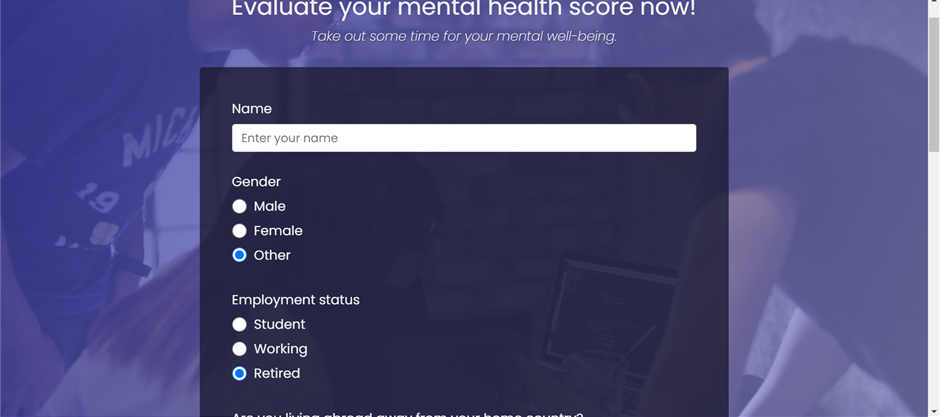 Evaluate your mental health score now!
Take out some time for your mental well-being.
Name
Enter your name
Gender
Male
Female
Other
Employment status
Student
Working
Retired
Are you living abroad away from your home country?
19